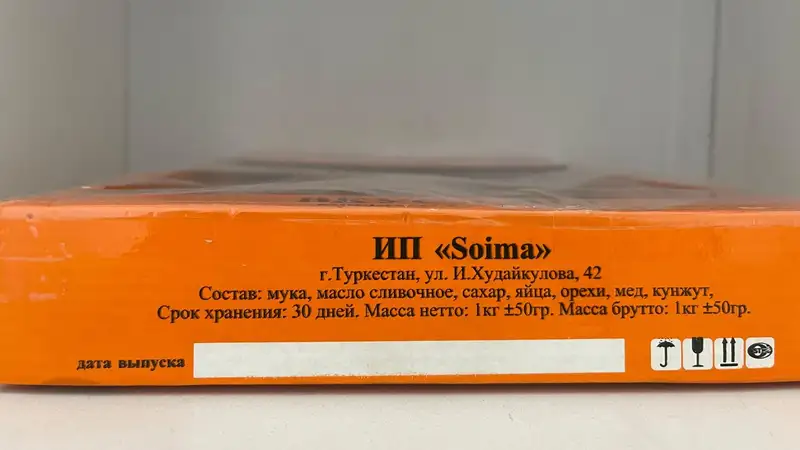 ИП «Soima»
г.Туркестан, ул. И.Худайкулова, 42
Состав: мука, масло сливочное, сахар, яйца, орехи, мед, кунжут,
Срок хранения: 30 дней. Масса нетто: 1кг ±50гр. Масса брутто: 1кг ±50гр.
дата выпуска